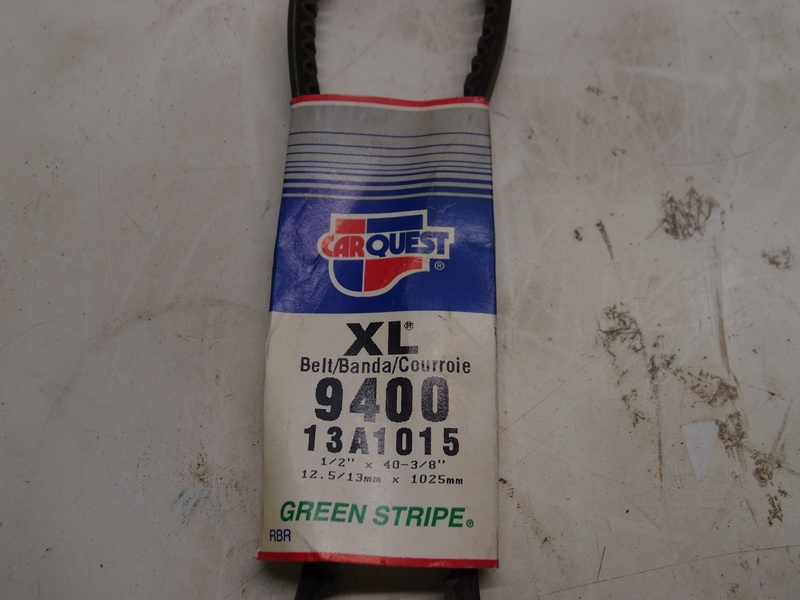 CARQUEST®
XL®
Belt/Banda/Courroie
9400
13A1015
1/2" x 40-3/8"
12.5/13mm x 1025mm
GREEN STRIPE®
RBR